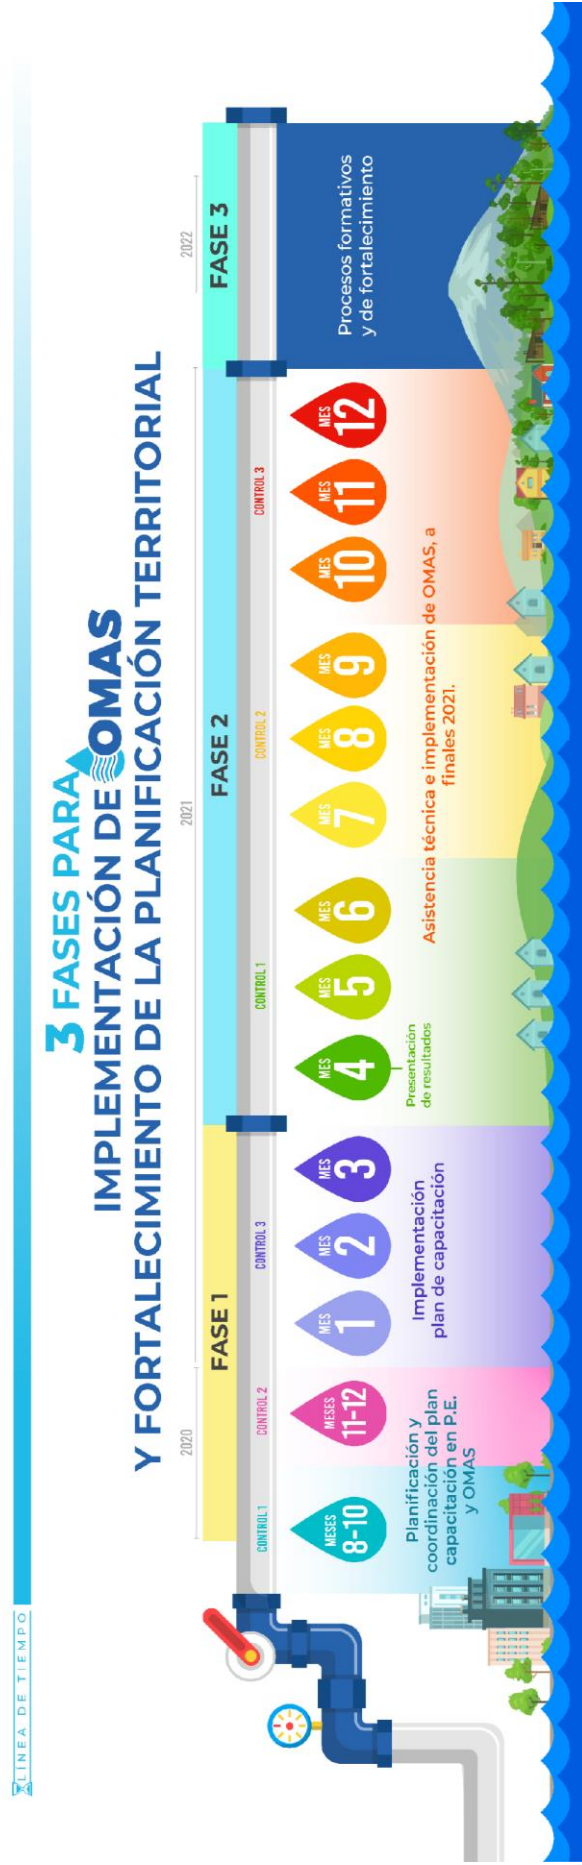 LÍNEA DE TIEMPO
3 FASES PARA
IMPLEMENTACIÓN DE OMAS
Y FORTALECIMIENTO DE LA PLANIFICACIÓN TERRITORIAL
2020
2021
2022
FASE 1
FASE 2
FASE 3
CONTROL 1
CONTROL 2
CONTROL 3
CONTROL 1
CONTROL 2
CONTROL 3
MESES
8-10
MESES
11-12
MES
1
MES
2
MES
3
MES
4
MES
5
MES
6
MES
7
MES
8
MES
9
MES
10
MES
11
MES
12
Planificación y
coordinación del plan
capacitación en P.E.
y OMAS
Implementación
plan de capacitación
Presentación
de resultados
Asistencia técnica e implementación de OMAS, a
finales 2021.
Procesos formativos
y de fortalecimiento